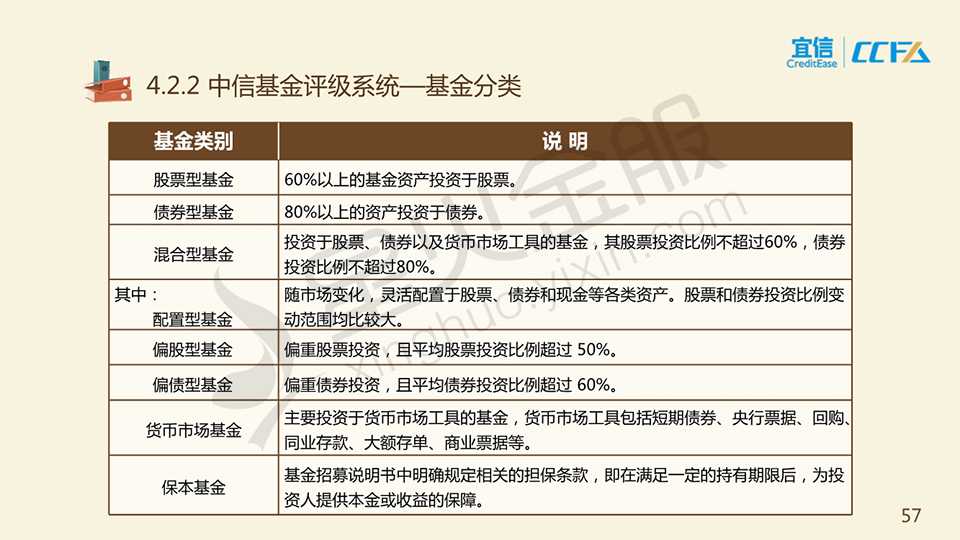 宜信
CreditEase
CCFA
4.2.2 中信基金评级系统—基金分类
基金类别 说 明
股票型基金 60%以上的基金资产投资于股票。
债券型基金 80%以上的资产投资于债券。
混合型基金 投资于股票、债券以及货币市场工具的基金，其股票投资比例不超过60%，债券
投资比例不超过80%。
其中： 随市场变化，灵活配置于股票、债券和现金等各类资产。股票和债券投资比例变
配置型基金 动范围均比较大。
偏股型基金 偏重股票投资，且平均股票投资比例超过 50%。
偏债型基金 偏重债券投资，且平均债券投资比例超过 60%。
货币市场基金 主要投资于货币市场工具的基金，货币市场工具包括短期债券、央行票据、回购、
同业存款、大额存单、商业票据等。
保本基金 基金招募说明书中明确规定相关的担保条款，即在满足一定的持有期限后，为投
资人提供本金或收益的保障。
星火金服
xinghuo.yixin.com
57